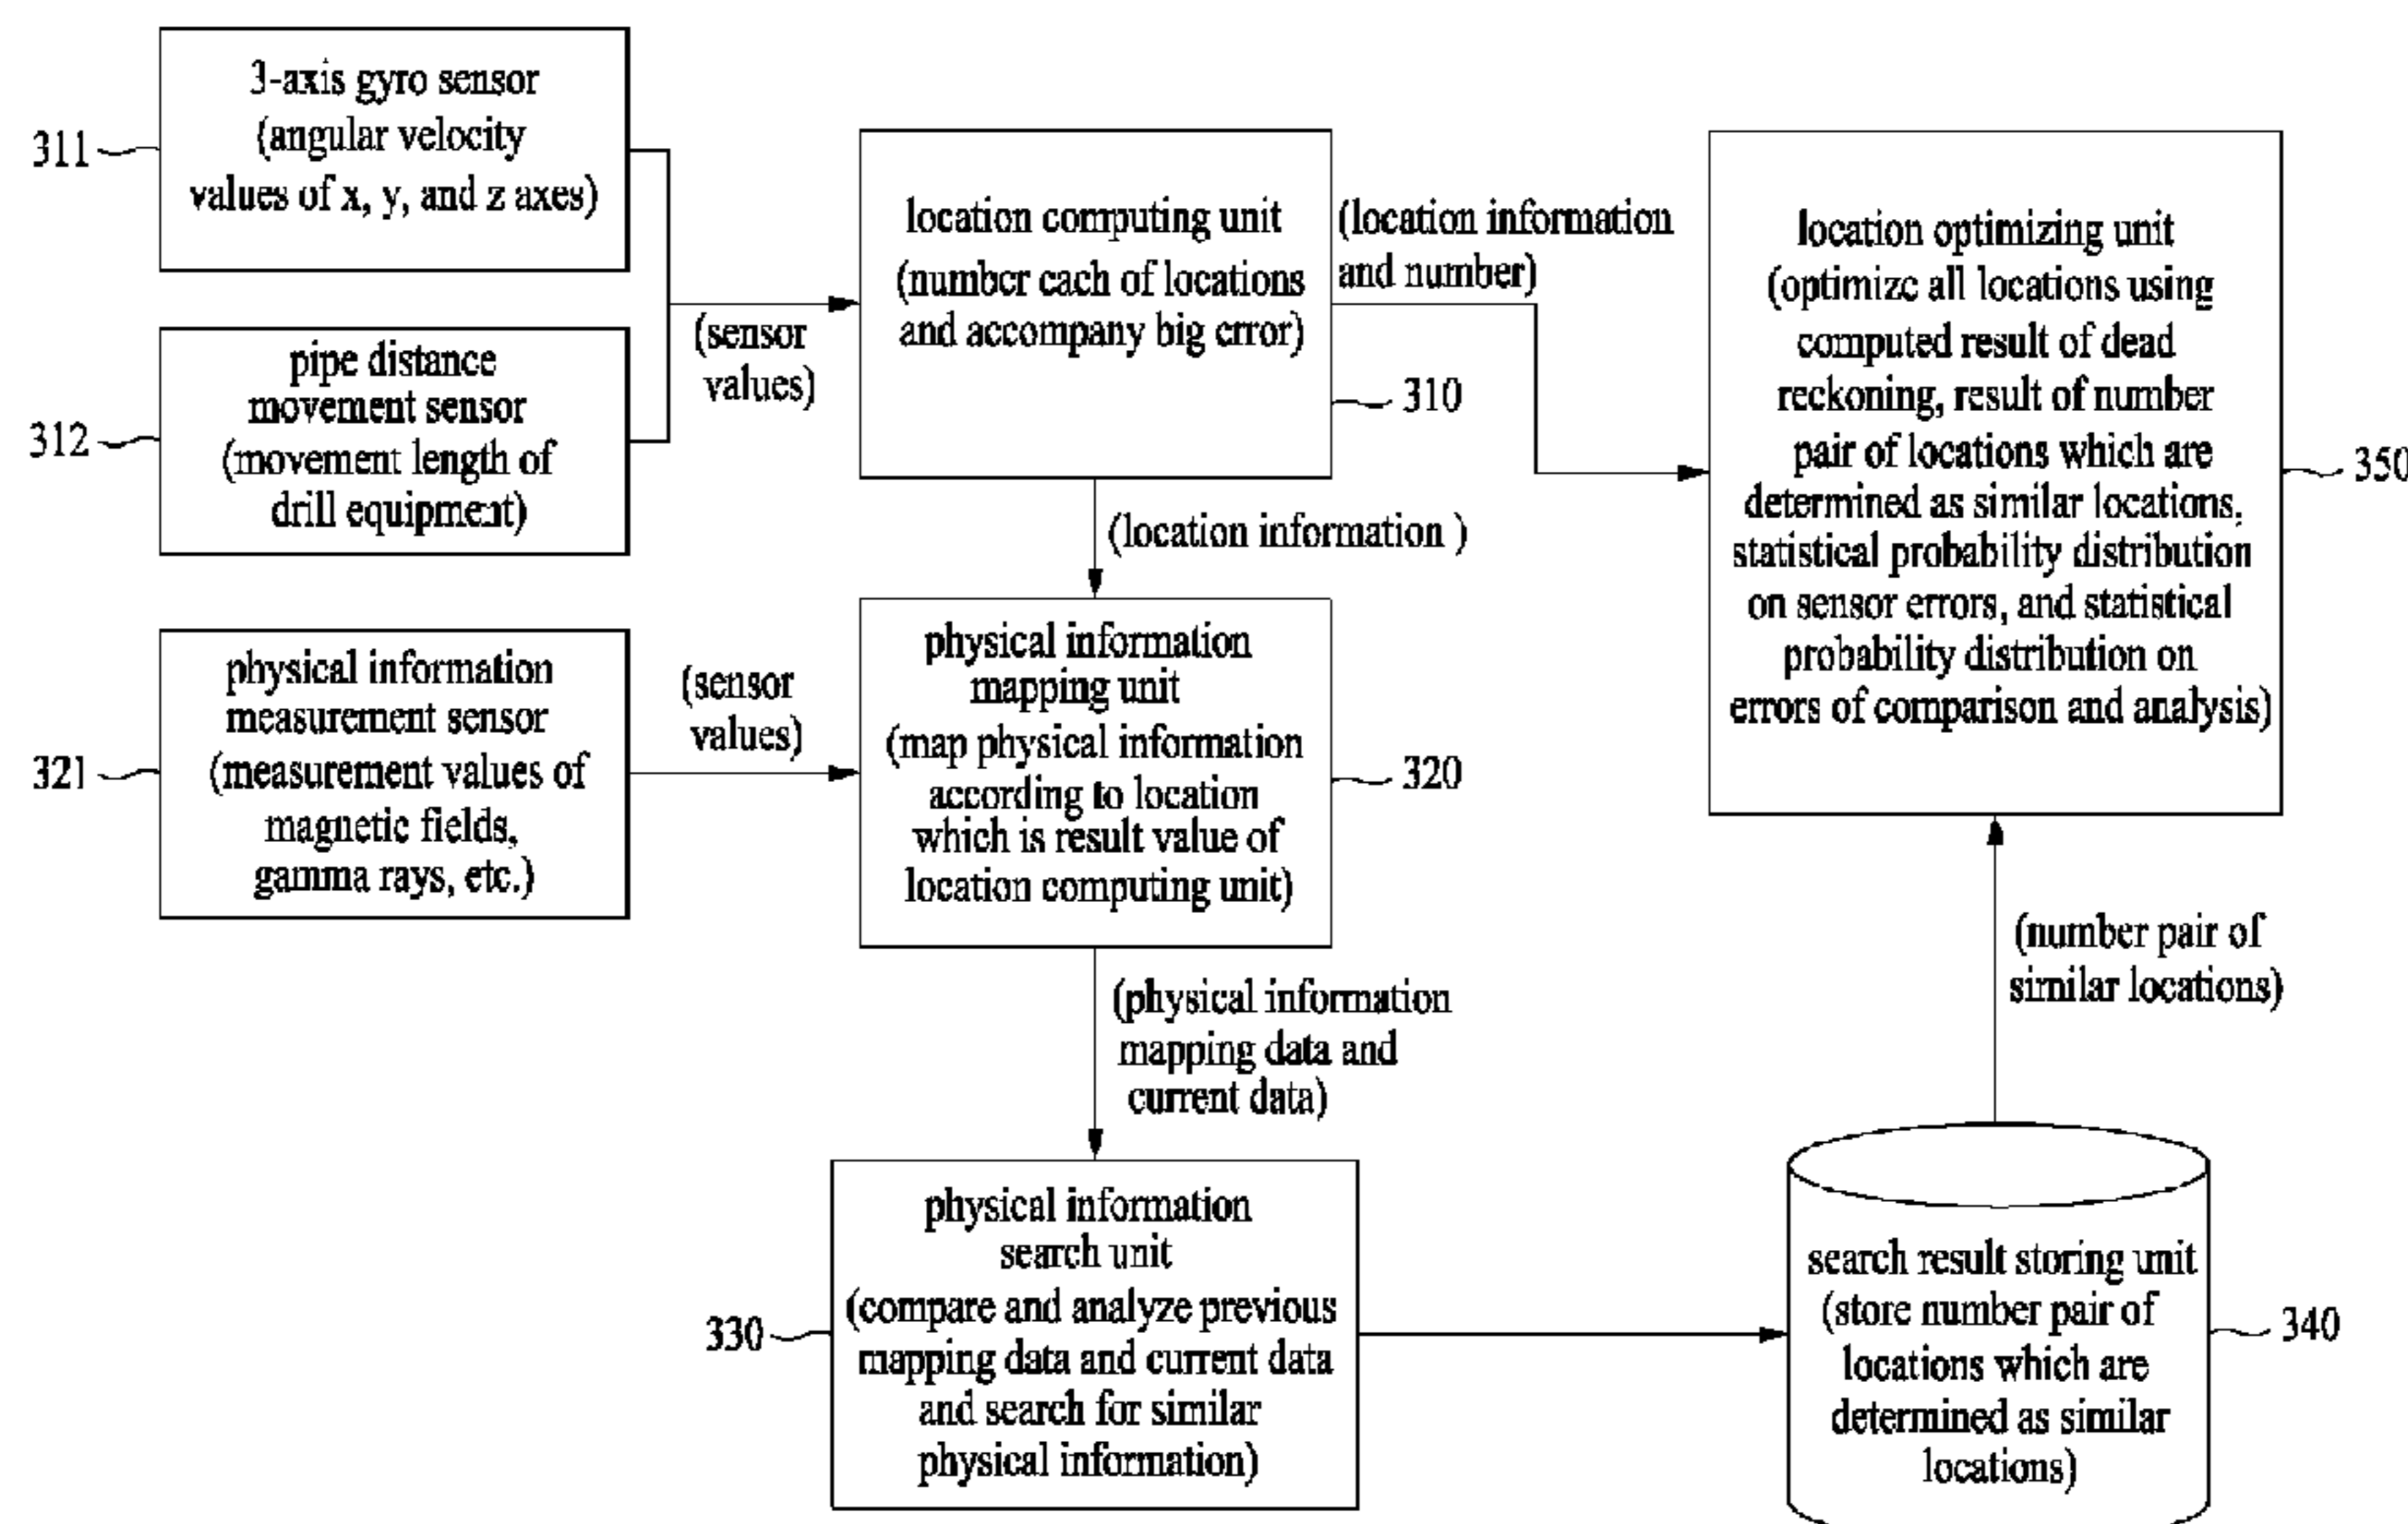 3-axis gyro sensor
(angular velocity
values of x, y, and z axes)
311
pipe distance
movement sensor
(movement length of
drill equipment)
312
(sensor
values)
location computing unit
(number each of locations
and accompany big error)
310
(location information
and number)
location optimizing unit
(optimize all locations using
computed result of dead
reckoning, result of number
pair of locations which are
determined as similar locations,
statistical probability distribution
on sensor errors, and statistical
probability distribution on
errors of comparison and analysis)
350
(location information )
physical information
measurement sensor
(measurement values of
magnetic fields,
gamma rays, etc.)
321
(sensor
values)
physical information
mapping unit
(map physical information
according to location
which is result value of
location computing unit)
320
(physical information
mapping data and
current data)
(number pair of
similar locations)
physical information
search unit
(compare and analyze previous
mapping data and current data
and search for similar
physical information)
330
search result storing unit
(store number pair of
locations which are
determined as similar
locations)
340